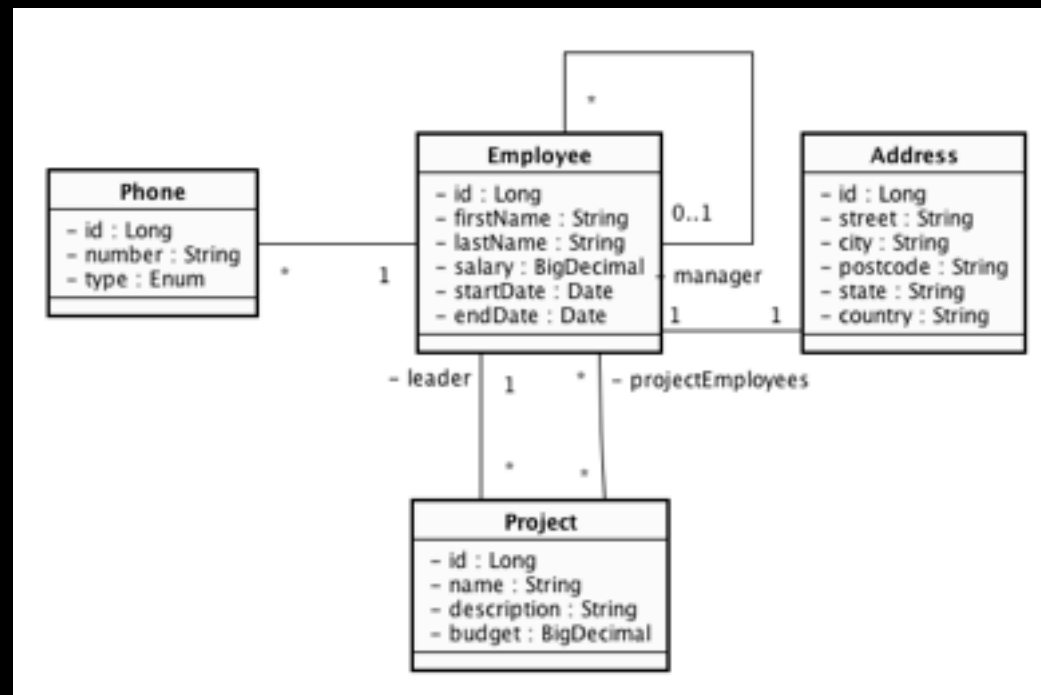 *
Employee
- id : Long
- firstName : String
- lastName : String
- salary : BigDecimal
- startDate : Date
- endDate : Date
Address
- id : Long
- street : String
- city : String
- postcode : String
- state : String
- country : String
Phone
- id : Long
- number : String
- type : Enum
0..1
- manager
* 1
1 1
- leader 1
* - projectEmployees
* *
Project
- id : Long
- name : String
- description : String
- budget : BigDecimal